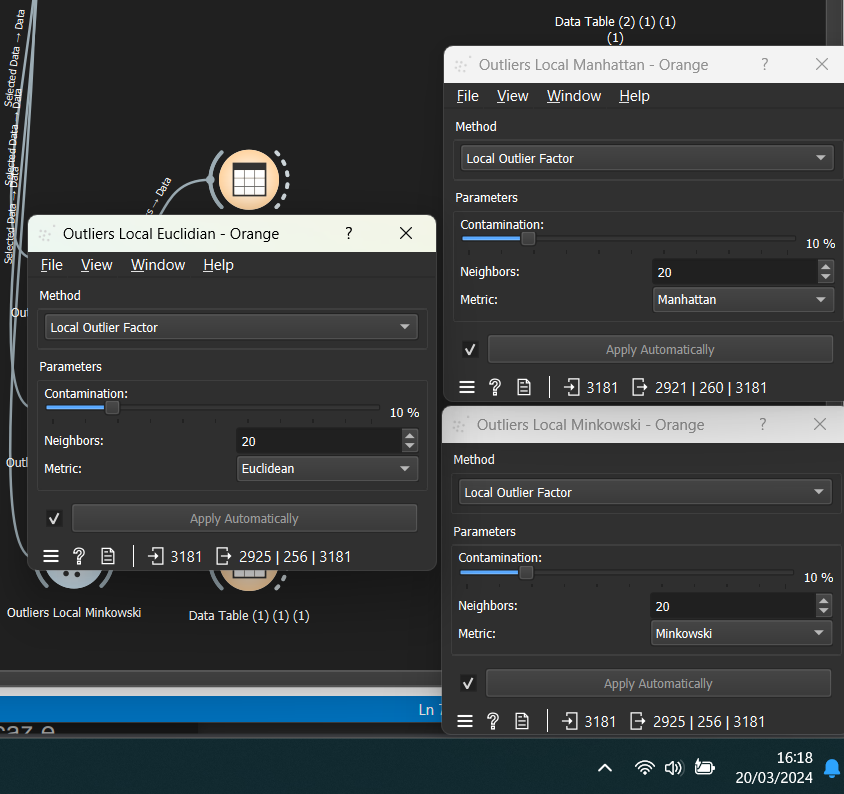 Data Table (2) (1) (1)
(1)
Selected Data → Data
Selected Data → Data
Selected Data → Data
s → Data
Outliers Local Manhattan - Orange ?
File View Window Help
Method
Local Outlier Factor
Parameters
Contamination:
10 %
Neighbors: 20
Metric: Manhattan
Apply Automatically
3181 2921 | 260 | 3181
Outliers Local Euclidian - Orange ?
File View Window Help
Method
Local Outlier Factor
Parameters
Contamination:
10 %
Neighbors: 20
Metric: Euclidean
Apply Automatically
? 3181 2925 | 256 | 3181
Out
Outl
Outliers Local Minkowski
Data Table (1) (1) (1)
Outliers Local Minkowski - Orange ?
Method
Local Outlier Factor
Parameters
Contamination:
10 %
Neighbors: 20
Metric: Minkowski
Apply Automatically
? 3181 2925 | 256 | 3181
Ln 7
16:18
20/03/2024